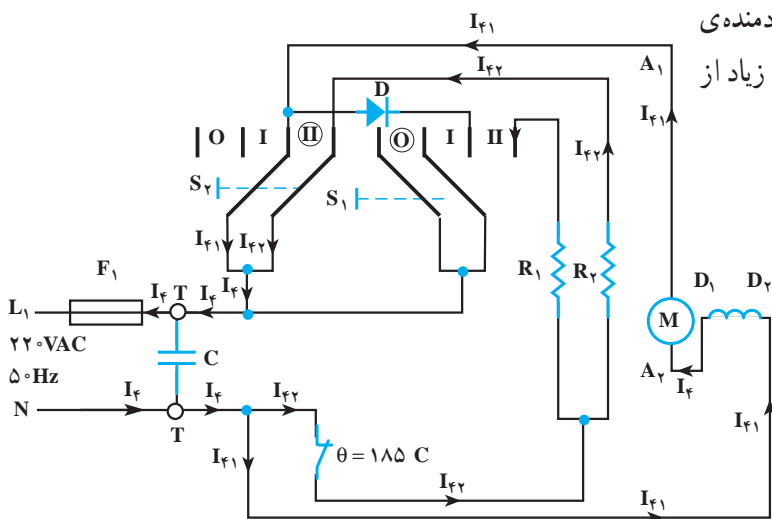 دمنده‌ی
زیاد از
I۴۱
A۱
I۴۲
D
I۴۱
O I II O I II
I۴۲
S۲
S۱
I۴۱ I۴۲
R۱ R۲
F۱
I۴ T I۴ I۴
D۱ D۲
L۱
M
۲۲۰VAC
C
A۲
I۴
۵۰Hz
I۴ I۴ I۴۲
N
T
I۴۱
θ = ۱۸۵ C
I۴۱
I۴۲
I۴۱